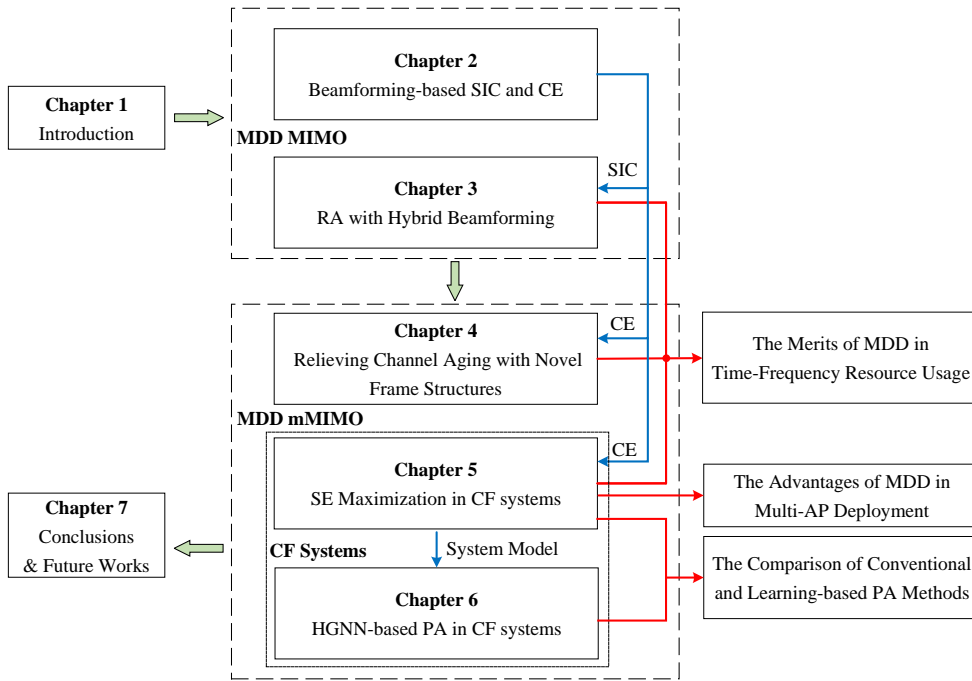 Chapter 1
Introduction
MDD MIMO
Chapter 2
Beamforming-based SIC and CE
SIC
Chapter 3
RA with Hybrid Beamforming
CE
Chapter 4
Relieving Channel Aging with Novel
Frame Structures
MDD mMIMO
CE
Chapter 5
SE Maximization in CF systems
CF Systems
System Model
Chapter 6
HGNN-based PA in CF systems
The Merits of MDD in
Time-Frequency Resource Usage
The Advantages of MDD in
Multi-AP Deployment
The Comparison of Conventional
and Learning-based PA Methods
Chapter 7
Conclusions
& Future Works